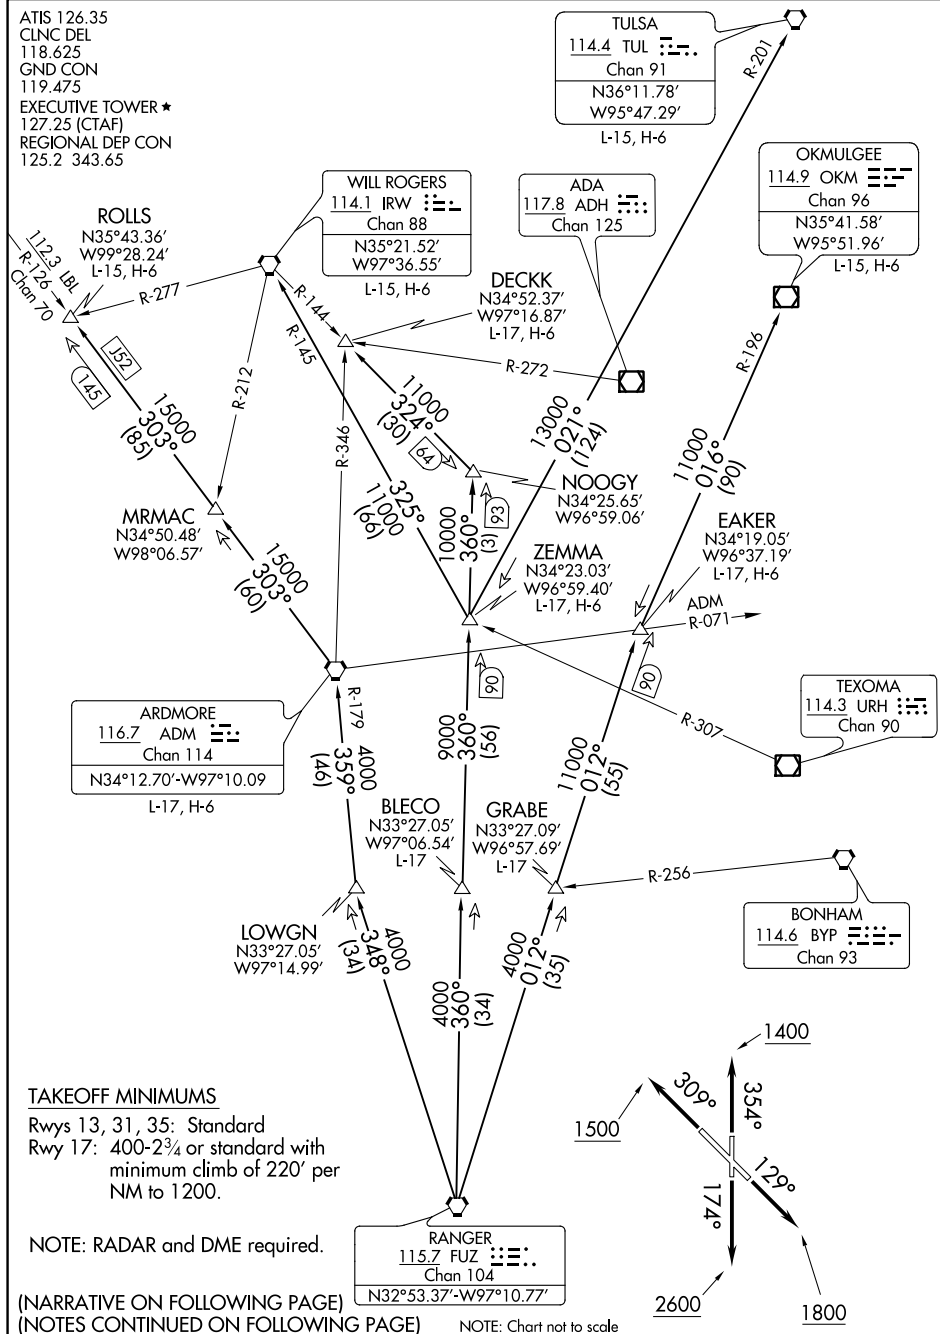 ATIS 126.35
CLNC DEL
118.625
GND CON
119.475
EXECUTIVE TOWER ★
127.25 (CTAF)
REGIONAL DEP CON
125.2 343.65
TULSA
114.4 TUL
Chan 91
N36°11.78′
W95°47.29′
L-15, H-6
R-201
OKMULGEE
114.9 OKM
Chan 96
N35°41.58′
W95°51.96′
L-15, H-6
R-196
WILL ROGERS
114.1 IRW
Chan 88
N35°21.52′
W97°36.55′
L-15, H-6
ADA
117.8 ADH
Chan 125
ROLLS
N35°43.36′
W99°28.24′
L-15, H-6
112.3 LBL
R-126
Chan 70
R-277
R-144
R-145
R-212
DECKK
N34°52.37′
W97°16.87′
L-17, H-6
R-272
R-346
J52
145
15000
303°
(85)
11000
324°
(30)
64
13000
021°
(124)
11000
016°
(90)
325°
11000
(66)
NOOGY
N34°25.65′
W96°59.06′
93
10000
360°
(3)
MRMAC
N34°50.48′
W98°06.57′
15000
303°
(60)
ZEMMA
N34°23.03′
W96°59.40′
L-17, H-6
EAKER
N34°19.05′
W96°37.19′
L-17, H-6
ADM
R-071
90
90
ARDMORE
116.7 ADM
Chan 114
N34°12.70′-W97°10.09
L-17, H-6
R-179
4000
359°
(46)
9000
360°
(56)
11000
012°
(55)
R-307
TEXOMA
114.3 URH
Chan 90
BLECO
N33°27.05′
W97°06.54′
L-17
GRABE
N33°27.09′
W96°57.69′
L-17
R-256
BONHAM
114.6 BYP
Chan 93
LOWGN
N33°27.05′
W97°14.99′
4000
348°
(34)
4000
360°
(34)
4000
012°
(35)
1400
1500
309°
354°
129°
174°
2600
1800
TAKEOFF MINIMUMS
Rwys 13, 31, 35: Standard
Rwy 17: 400-2¾ or standard with
minimum climb of 220′ per
NM to 1200.
NOTE: RADAR and DME required.
RANGER
115.7 FUZ
Chan 104
N32°53.37′-W97°10.77′
(NARRATIVE ON FOLLOWING PAGE)
(NOTES CONTINUED ON FOLLOWING PAGE)
NOTE: Chart not to scale